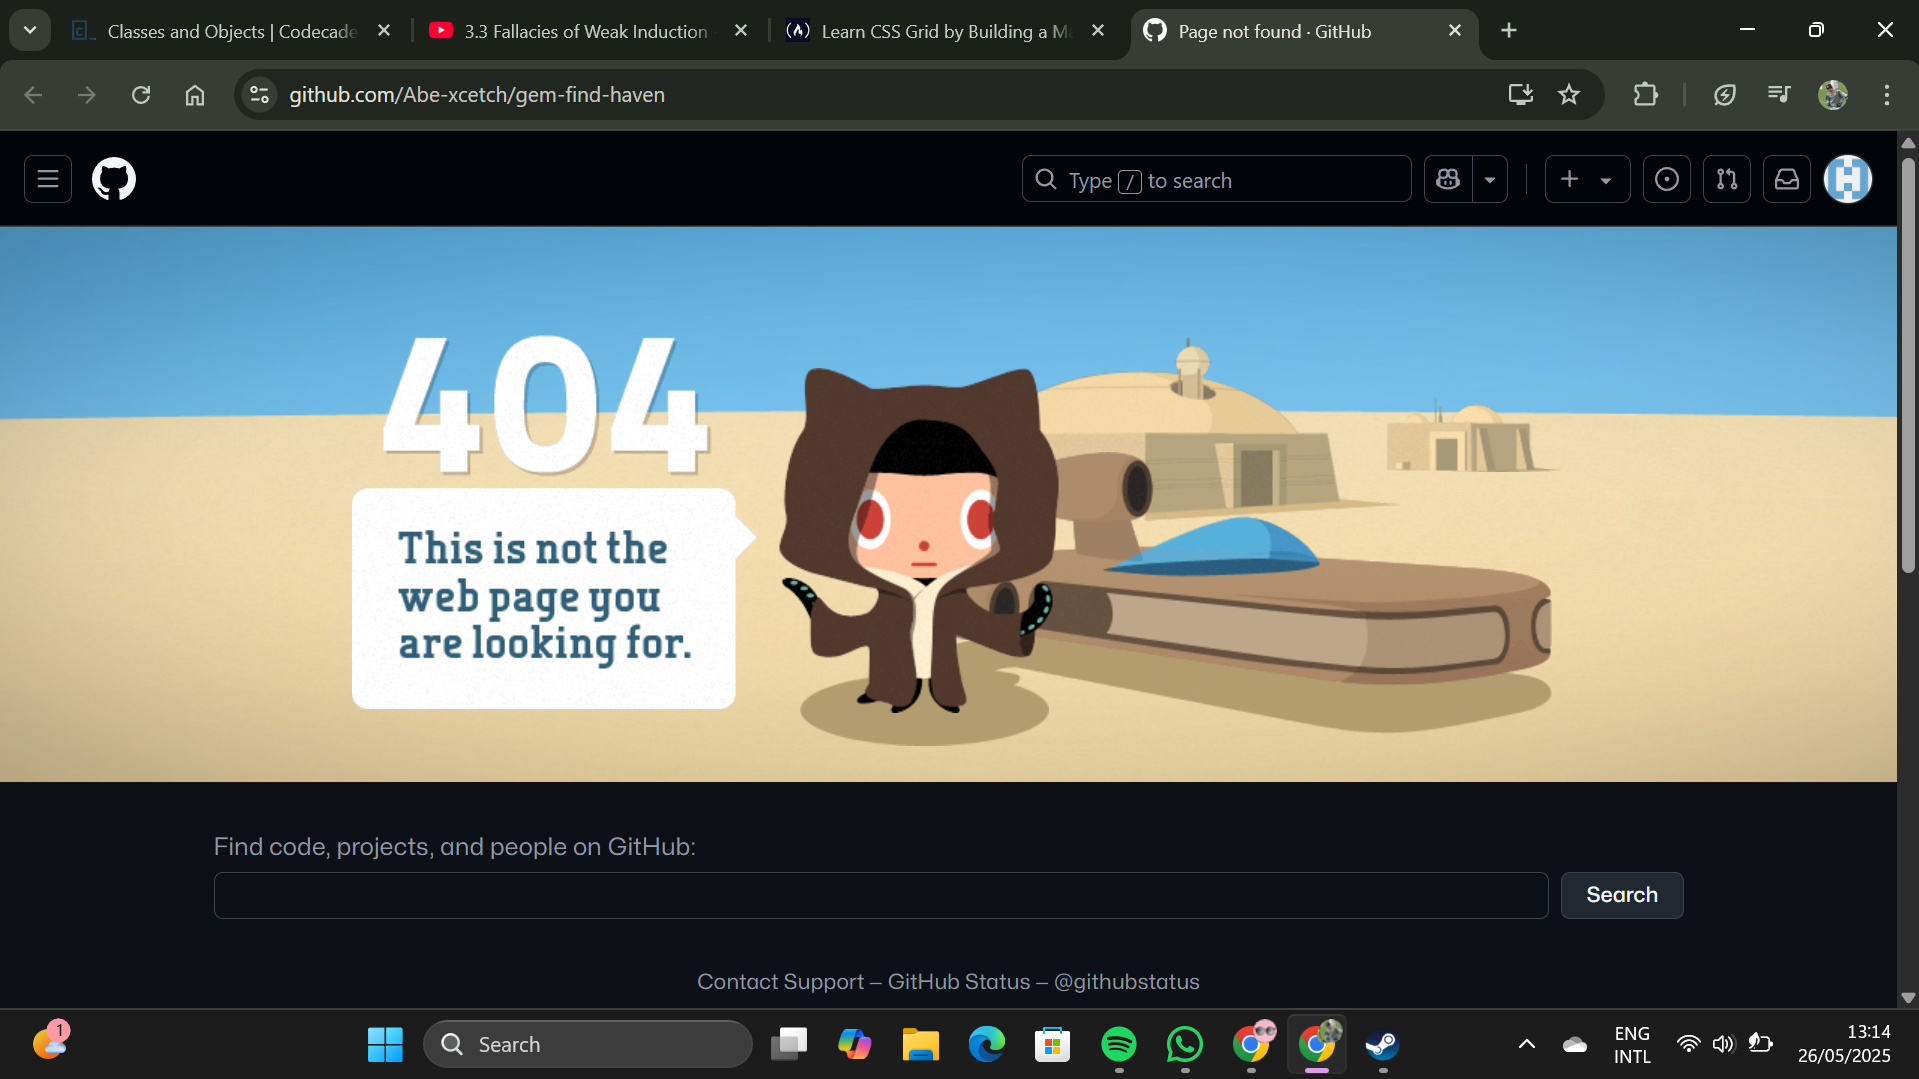 Classes and Objects | Codecade
3.3 Fallacies of Weak Induction
Learn CSS Grid by Building a Ma
Page not found · GitHub
github.com/Abe-xcetch/gem-find-haven
Type / to search
404
This is not the
web page you
are looking for.
Find code, projects, and people on GitHub:
Search
Contact Support — GitHub Status — @githubstatus
1
Search
ENG
INTL
13:14
26/05/2025